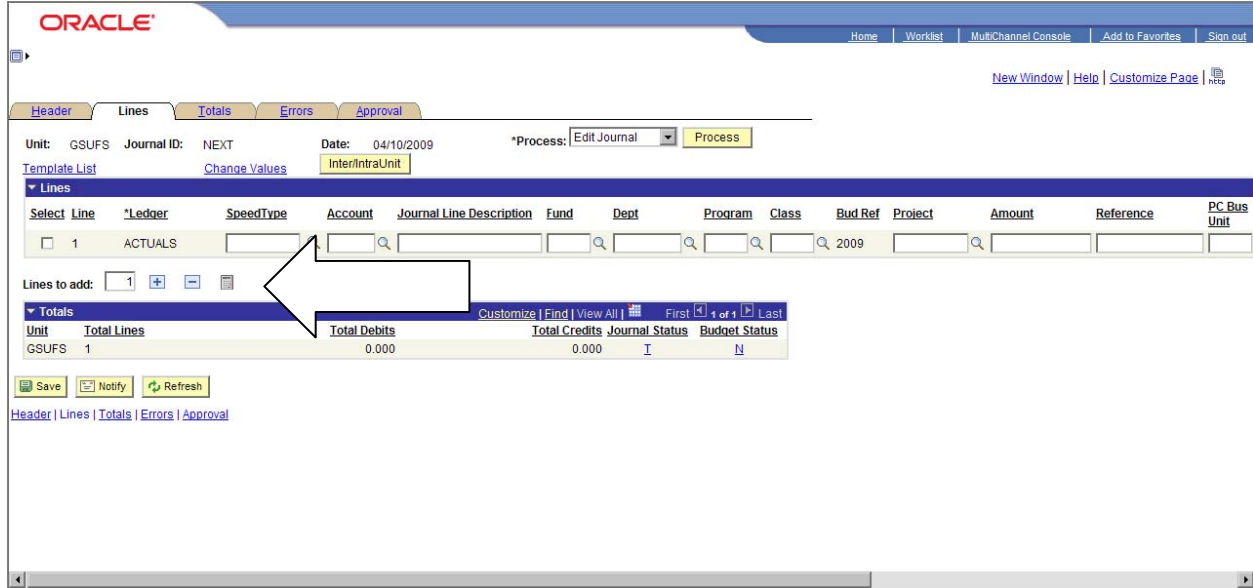 ORACLE
Home | Worklist | MultiChannel Console | Add to Favorites | Sign out
New Window | Help | Customize Page | http
Header Lines Totals Errors Approval
Unit: GSUFS Journal ID: NEXT Date: 04/10/2009 *Process: Edit Journal Process
Template List Change Values Inter/IntraUnit
Lines
Select Line *Ledger SpeedType Account Journal Line Description Fund Dept Program Class Bud Ref Project Amount Reference PC Bus Unit
1 ACTUALS 2009
Lines to add: 1
Totals Customize | Find | View All | First 1 of 1 Last
Unit Total Lines Total Debits Total Credits Journal Status Budget Status
GSUFS 1 0.000 0.000 T N
Save Notify Refresh
Header | Lines | Totals | Errors | Approval